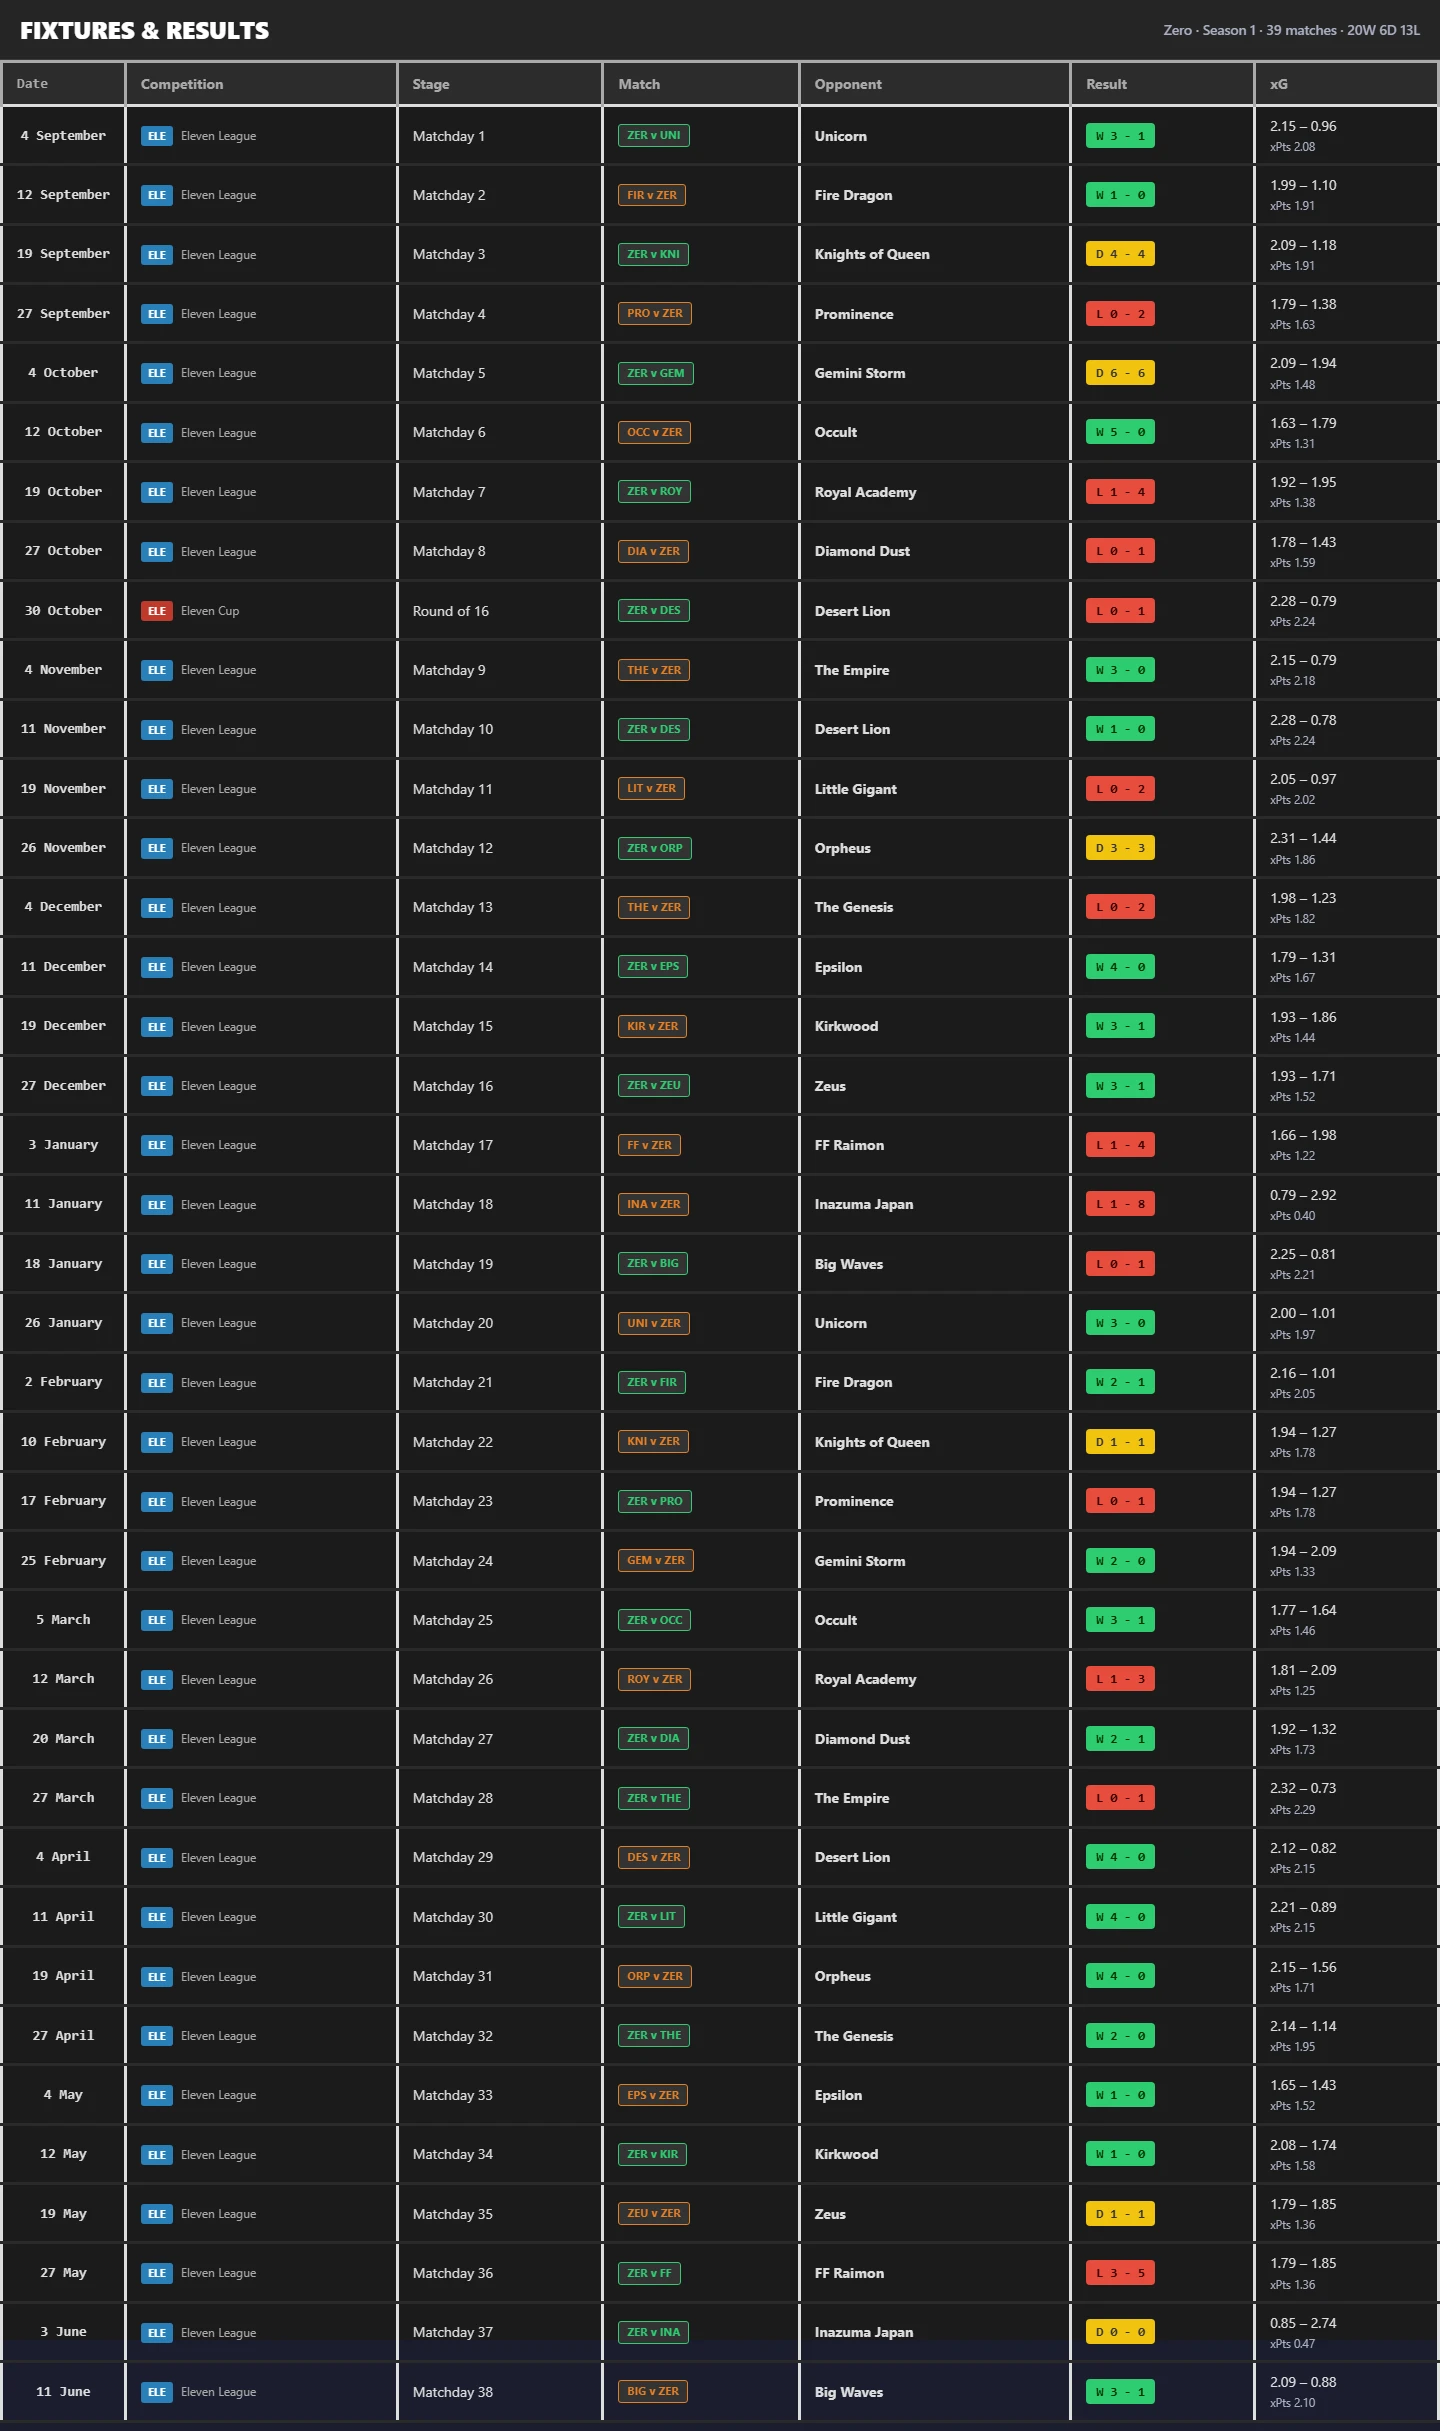 FIXTURES & RESULTS
Zero · Season 1 · 39 matches · 20W 6D 13L
Date Competition Stage Match Opponent Result xG
4 September ELE Eleven League Matchday 1 ZER v UNI Unicorn W 3 - 1 2.15 – 0.96
xPts 2.08
12 September ELE Eleven League Matchday 2 FIR v ZER Fire Dragon W 1 - 0 1.99 – 1.10
xPts 1.91
19 September ELE Eleven League Matchday 3 ZER v KNI Knights of Queen D 4 - 4 2.09 – 1.18
xPts 1.91
27 September ELE Eleven League Matchday 4 PRO v ZER Prominence L 0 - 2 1.79 – 1.38
xPts 1.63
4 October ELE Eleven League Matchday 5 ZER v GEM Gemini Storm D 6 - 6 2.09 – 1.94
xPts 1.48
12 October ELE Eleven League Matchday 6 OCC v ZER Occult W 5 - 0 1.63 – 1.79
xPts 1.31
19 October ELE Eleven League Matchday 7 ZER v ROY Royal Academy L 1 - 4 1.92 – 1.95
xPts 1.38
27 October ELE Eleven League Matchday 8 DIA v ZER Diamond Dust L 0 - 1 1.78 – 1.43
xPts 1.59
30 October ELE Eleven Cup Round of 16 ZER v DES Desert Lion L 0 - 1 2.28 – 0.79
xPts 2.24
4 November ELE Eleven League Matchday 9 THE v ZER The Empire W 3 - 0 2.15 – 0.79
xPts 2.18
11 November ELE Eleven League Matchday 10 ZER v DES Desert Lion W 1 - 0 2.28 – 0.78
xPts 2.24
19 November ELE Eleven League Matchday 11 LIT v ZER Little Gigant L 0 - 2 2.05 – 0.97
xPts 2.02
26 November ELE Eleven League Matchday 12 ZER v ORP Orpheus D 3 - 3 2.31 – 1.44
xPts 1.86
4 December ELE Eleven League Matchday 13 THE v ZER The Genesis L 0 - 2 1.98 – 1.23
xPts 1.82
11 December ELE Eleven League Matchday 14 ZER v EPS Epsilon W 4 - 0 1.79 – 1.31
xPts 1.67
19 December ELE Eleven League Matchday 15 KIR v ZER Kirkwood W 3 - 1 1.93 – 1.86
xPts 1.44
27 December ELE Eleven League Matchday 16 ZER v ZEU Zeus W 3 - 1 1.93 – 1.71
xPts 1.52
3 January ELE Eleven League Matchday 17 FF v ZER FF Raimon L 1 - 4 1.66 – 1.98
xPts 1.22
11 January ELE Eleven League Matchday 18 INA v ZER Inazuma Japan L 1 - 8 0.79 – 2.92
xPts 0.40
18 January ELE Eleven League Matchday 19 ZER v BIG Big Waves L 0 - 1 2.25 – 0.81
xPts 2.21
26 January ELE Eleven League Matchday 20 UNI v ZER Unicorn W 3 - 0 2.00 – 1.01
xPts 1.97
2 February ELE Eleven League Matchday 21 ZER v FIR Fire Dragon W 2 - 1 2.16 – 1.01
xPts 2.05
10 February ELE Eleven League Matchday 22 KNI v ZER Knights of Queen D 1 - 1 1.94 – 1.27
xPts 1.78
17 February ELE Eleven League Matchday 23 ZER v PRO Prominence L 0 - 1 1.94 – 1.27
xPts 1.78
25 February ELE Eleven League Matchday 24 GEM v ZER Gemini Storm W 2 - 0 1.94 – 2.09
xPts 1.33
5 March ELE Eleven League Matchday 25 ZER v OCC Occult W 3 - 1 1.77 – 1.64
xPts 1.46
12 March ELE Eleven League Matchday 26 ROY v ZER Royal Academy L 1 - 3 1.81 – 2.09
xPts 1.25
20 March ELE Eleven League Matchday 27 ZER v DIA Diamond Dust W 2 - 1 1.92 – 1.32
xPts 1.73
27 March ELE Eleven League Matchday 28 ZER v THE The Empire L 0 - 1 2.32 – 0.73
xPts 2.29
4 April ELE Eleven League Matchday 29 DES v ZER Desert Lion W 4 - 0 2.12 – 0.82
xPts 2.15
11 April ELE Eleven League Matchday 30 ZER v LIT Little Gigant W 4 - 0 2.21 – 0.89
xPts 2.15
19 April ELE Eleven League Matchday 31 ORP v ZER Orpheus W 4 - 0 2.15 – 1.56
xPts 1.71
27 April ELE Eleven League Matchday 32 ZER v THE The Genesis W 2 - 0 2.14 – 1.14
xPts 1.95
4 May ELE Eleven League Matchday 33 EPS v ZER Epsilon W 1 - 0 1.65 – 1.43
xPts 1.52
12 May ELE Eleven League Matchday 34 ZER v KIR Kirkwood W 1 - 0 2.08 – 1.74
xPts 1.58
19 May ELE Eleven League Matchday 35 ZEU v ZER Zeus D 1 - 1 1.79 – 1.85
xPts 1.36
27 May ELE Eleven League Matchday 36 ZER v FF FF Raimon L 3 - 5 1.79 – 1.85
xPts 1.36
3 June ELE Eleven League Matchday 37 ZER v INA Inazuma Japan D 0 - 0 0.85 – 2.74
xPts 0.47
11 June ELE Eleven League Matchday 38 BIG v ZER Big Waves W 3 - 1 2.09 – 0.88
xPts 2.10